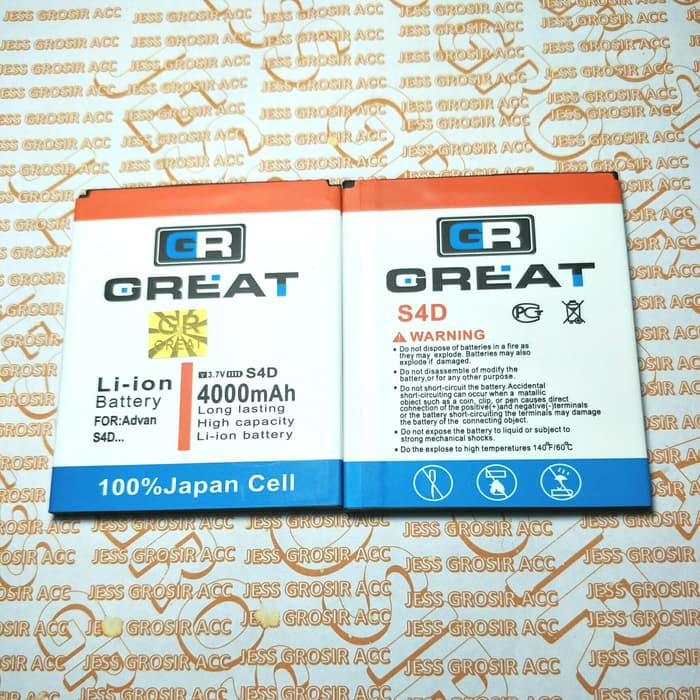 GR
GREAT
GR
GREAT
Li-ion
Battery
FOR:Advan
S4D...
3.7V S4D
4000mAh
Long lasting
High capacity
Li-ion battery
100%Japan Cell
GR
GREAT
S4D
PC
WARNING
• Do not dispose of batteries in a fire as
they may explode. Batteries may also
explode if damaged.
• Do not disassemble of modify the
battery,or for any other purpose.
• Do not short-circuit the battery.Accidental
short-circuiting can occur when a matallic
object such as a coin, clip, or pen causes direct
connection of the positive(+) and negative(-)terminals
or the battery short-circuiting the terminals may damage
the battery or connecting object.
• Do not expose the battery to liquid or subject to
strong mechanical shocks.
• Do the explose to high temperetures 140°F/60°C
JESS GROSIR ACC